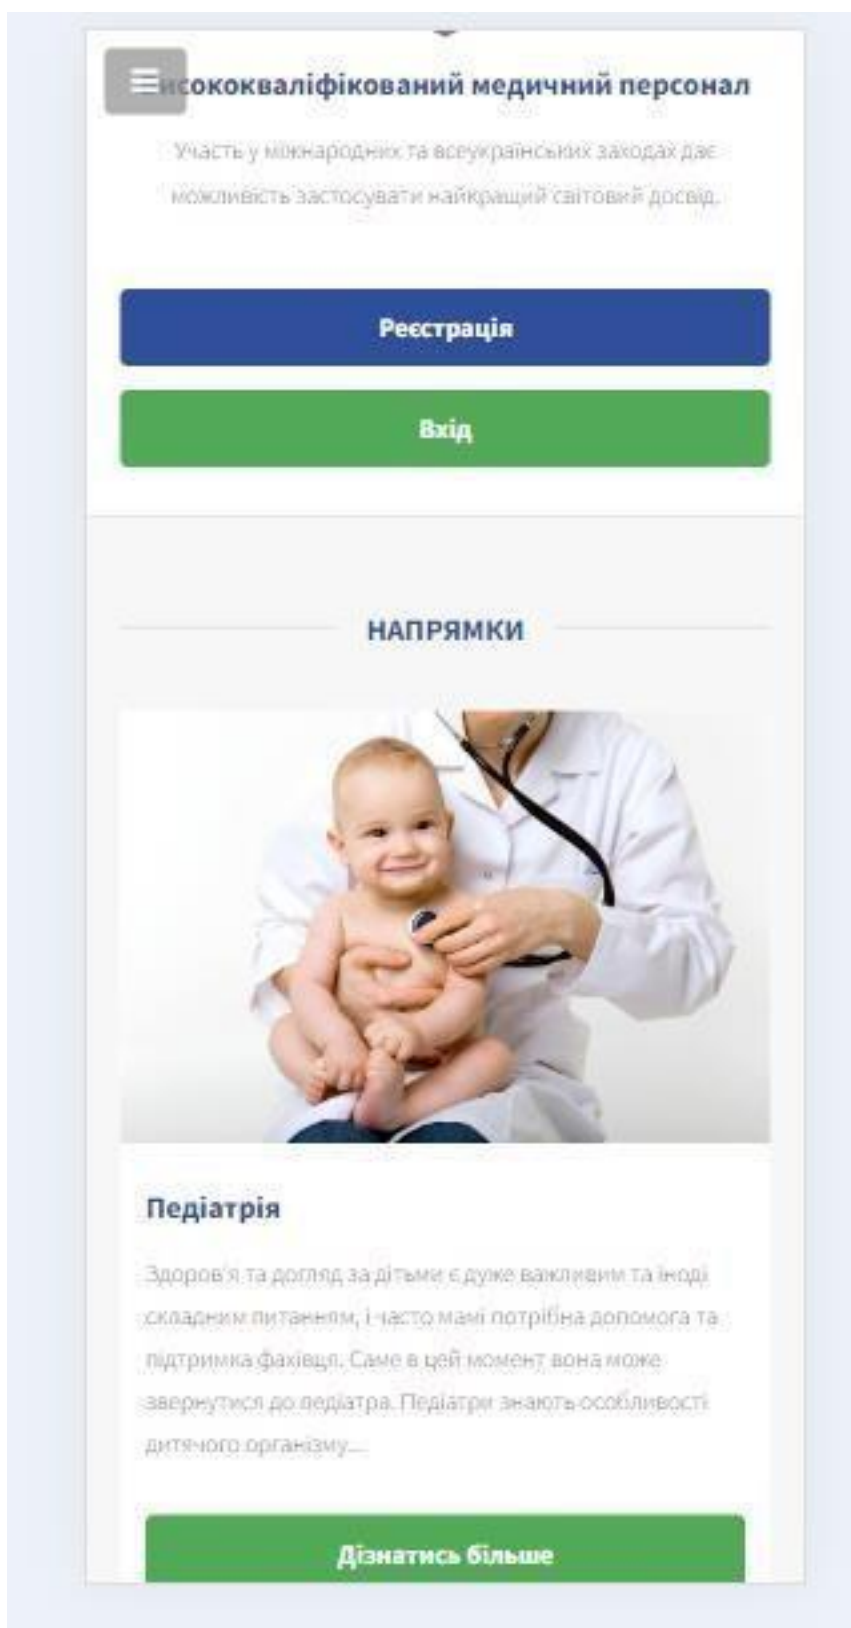 исококваліфікований медичний персонал
Участь у міжнародних та всеукраїнських заходах дає
можливість застосувати найкращий світовий досвід.
Реєстрація
Вхід
НАПРЯМКИ
Педіатрія
Здоров'я та догляд за дітьми є дуже важливим та іноді
складним питанням, і часто мамі потрібна допомога та
підтримка фахівця. Саме в цей момент вона може
звернутися до педіатра. Педіатри знають особливості
дитячого організму...
Дізнатись більше